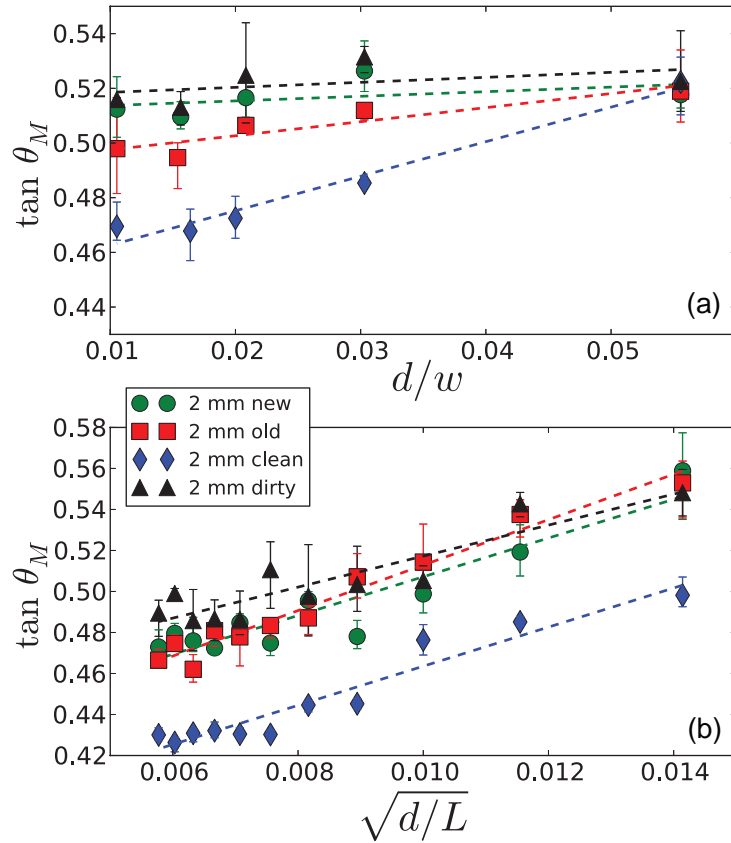 0.54
0.52
0.50
0.48
0.46
0.44
tan θ_M
(a)
0.01 0.02 0.03 0.04 0.05
d/w
2 mm new
2 mm old
2 mm clean
2 mm dirty
0.58
0.56
0.54
0.52
0.50
0.48
0.46
0.44
0.42
tan θ_M
(b)
0.006 0.008 0.010 0.012 0.014
√d/L